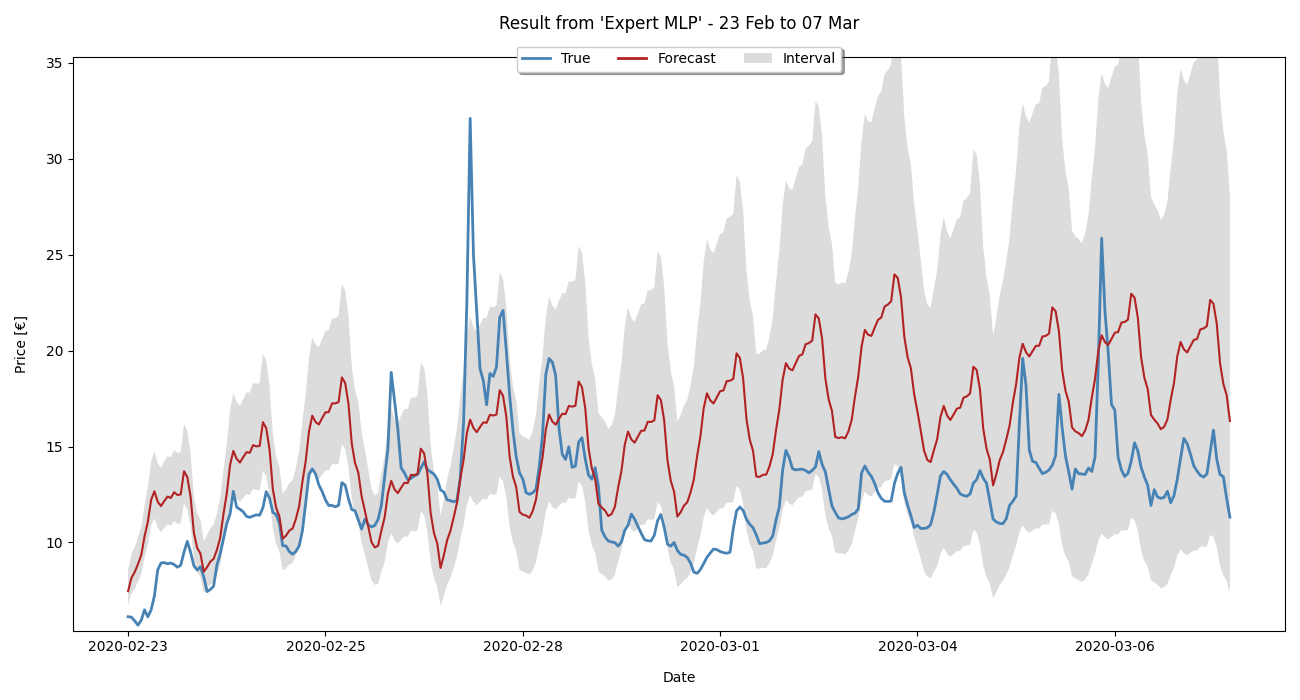 Result from 'Expert MLP' - 23 Feb to 07 Mar
True Forecast Interval
35
30
25
20
15
10
Price [€]
2020-02-23 2020-02-25 2020-02-28 2020-03-01 2020-03-04 2020-03-06
Date